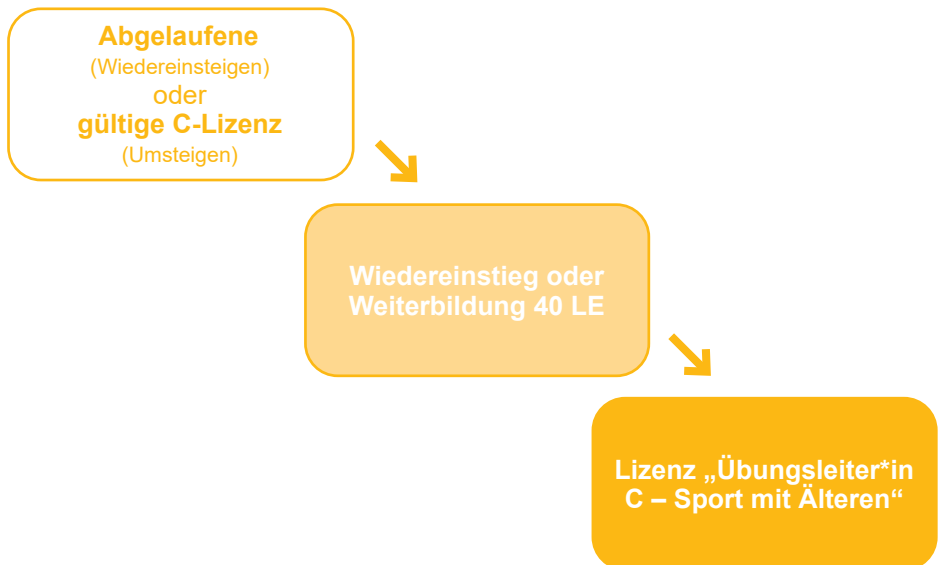 Abgelaufene
(Wiedereinsteigen)
oder
gültige C-Lizenz
(Umsteigen)
Wiedereinstieg oder
Weiterbildung 40 LE
Lizenz „Übungsleiter*in
C – Sport mit Älteren“